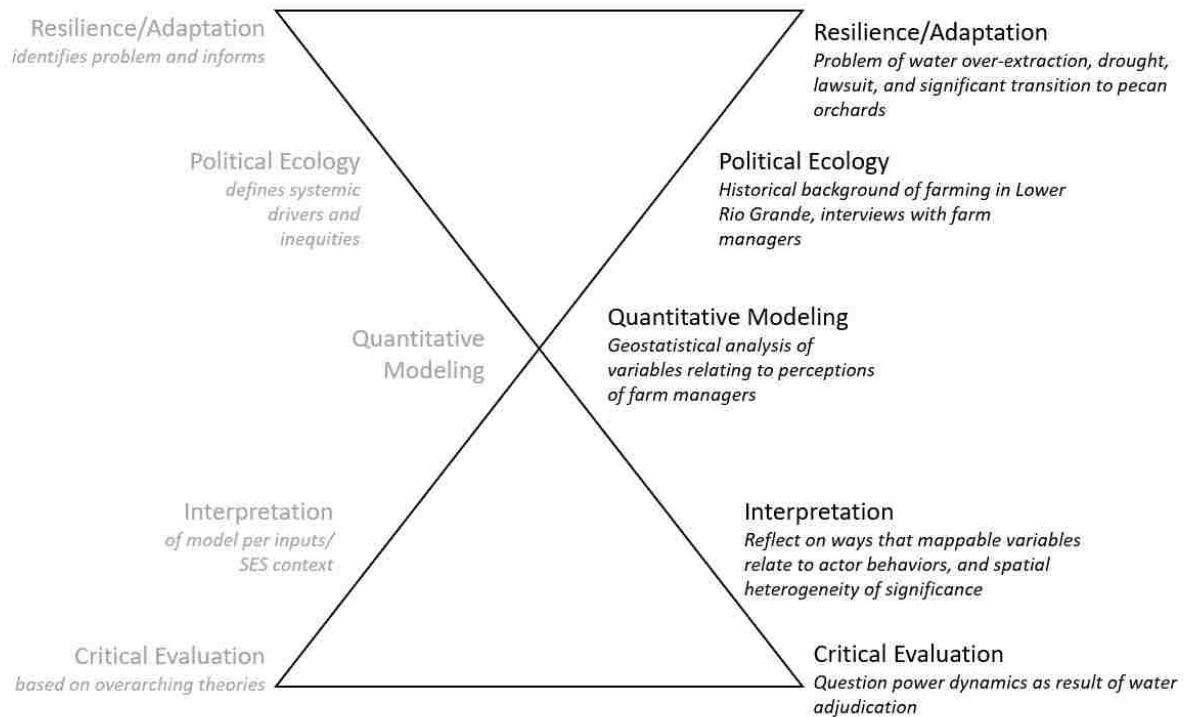 Resilience/Adaptation
identifies problem and informs
Political Ecology
defines systemic
drivers and
inequities
Quantitative
Modeling
Interpretation
of model per inputs/
SES context
Critical Evaluation
based on overarching theories
Resilience/Adaptation
Problem of water over-extraction, drought,
lawsuit, and significant transition to pecan
orchards
Political Ecology
Historical background of farming in Lower
Rio Grande, interviews with farm
managers
Quantitative Modeling
Geostatistical analysis of
variables relating to perceptions
of farm managers
Interpretation
Reflect on ways that mappable variables
relate to actor behaviors, and spatial
heterogeneity of significance
Critical Evaluation
Question power dynamics as result of water
adjudication